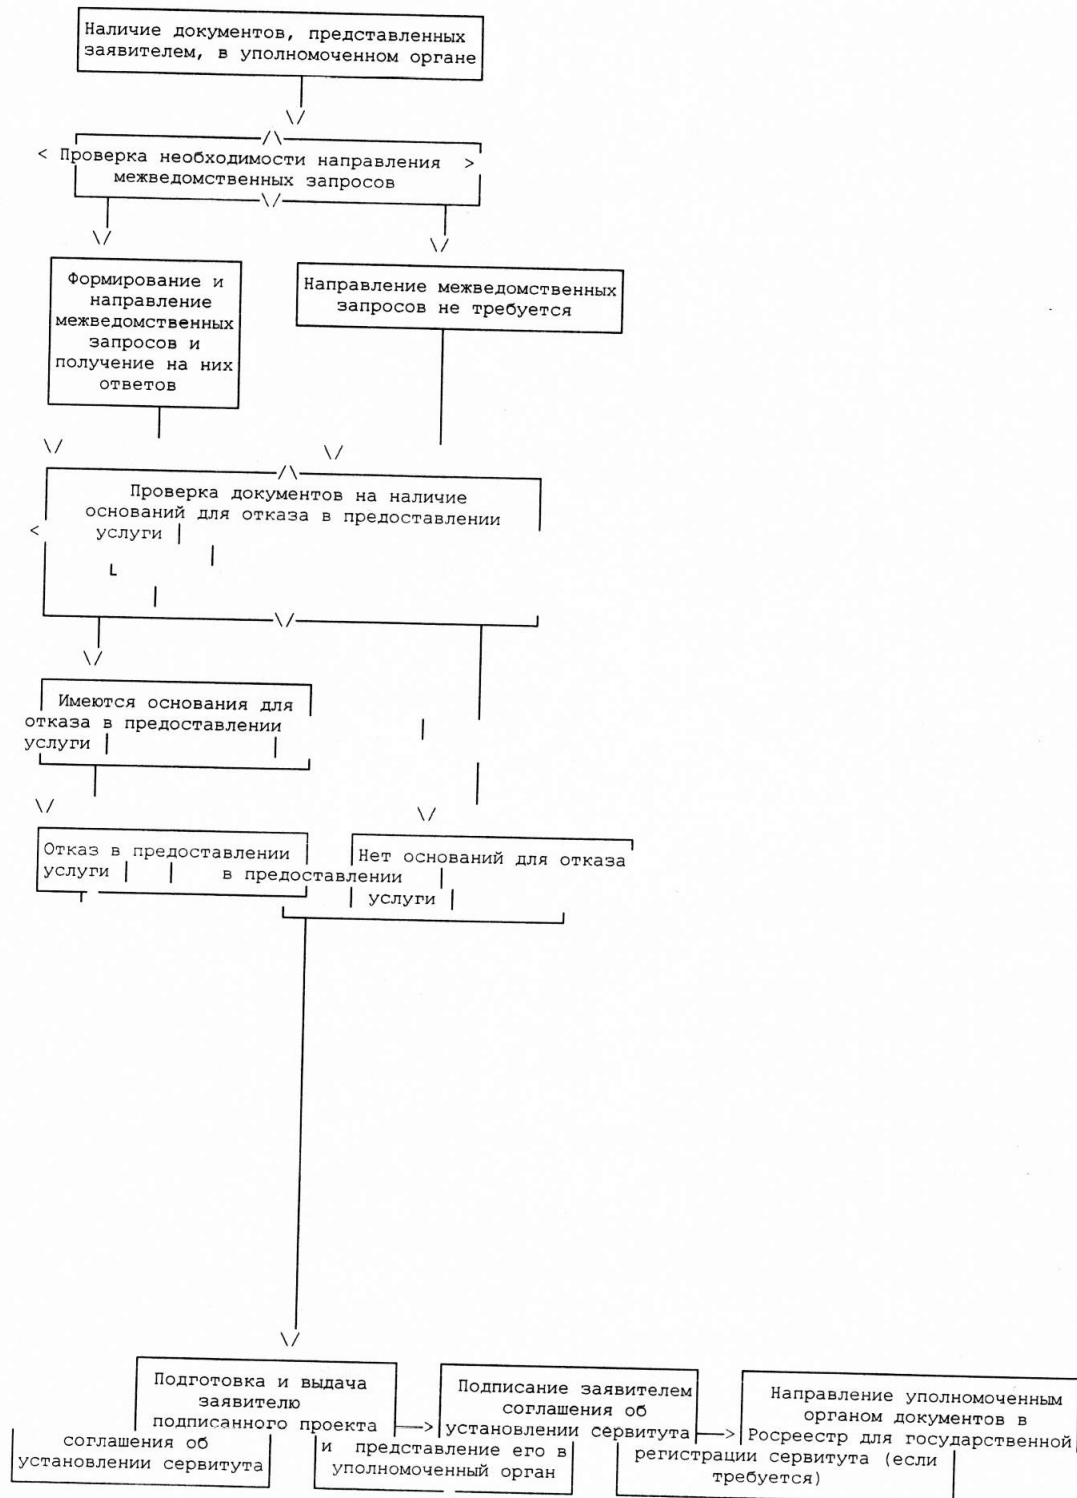 Наличие документов, представленных
заявителем, в уполномоченном органе
Проверка необходимости направления
межведомственных запросов
Формирование и
направление
межведомственных
запросов и
получение на них
ответов
Направление межведомственных
запросов не требуется
Проверка документов на наличие
оснований для отказа в предоставлении
услуги
Имеются основания для
отказа в предоставлении
услуги
Отказ в предоставлении
услуги
Нет оснований для отказа
в предоставлении
услуги
Подготовка и выдача
заявителю
подписанного проекта
соглашения об
установлении сервитута
Подписание заявителем
соглашения об
установлении сервитута
и представление его в
уполномоченный орган
Направление уполномоченным
органом документов в
Росреестр для государственной
регистрации сервитута (если
требуется)